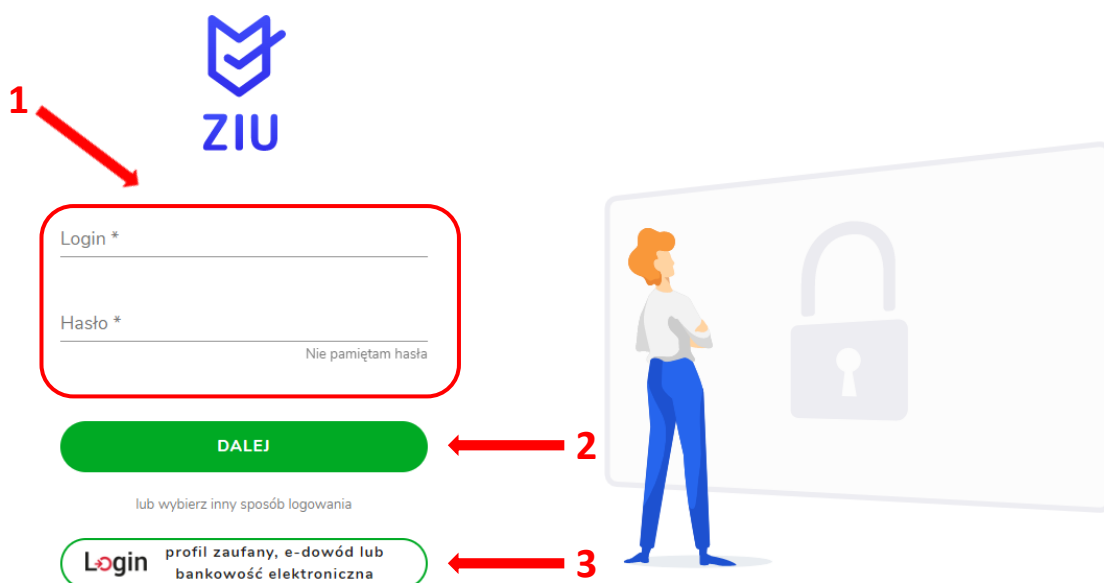 ZIU
1
Login *
Hasło *
Nie pamiętam hasła
DALEJ
2
lub wybierz inny sposób logowania
Login profil zaufany, e-dowód lub
bankowość elektroniczna
3